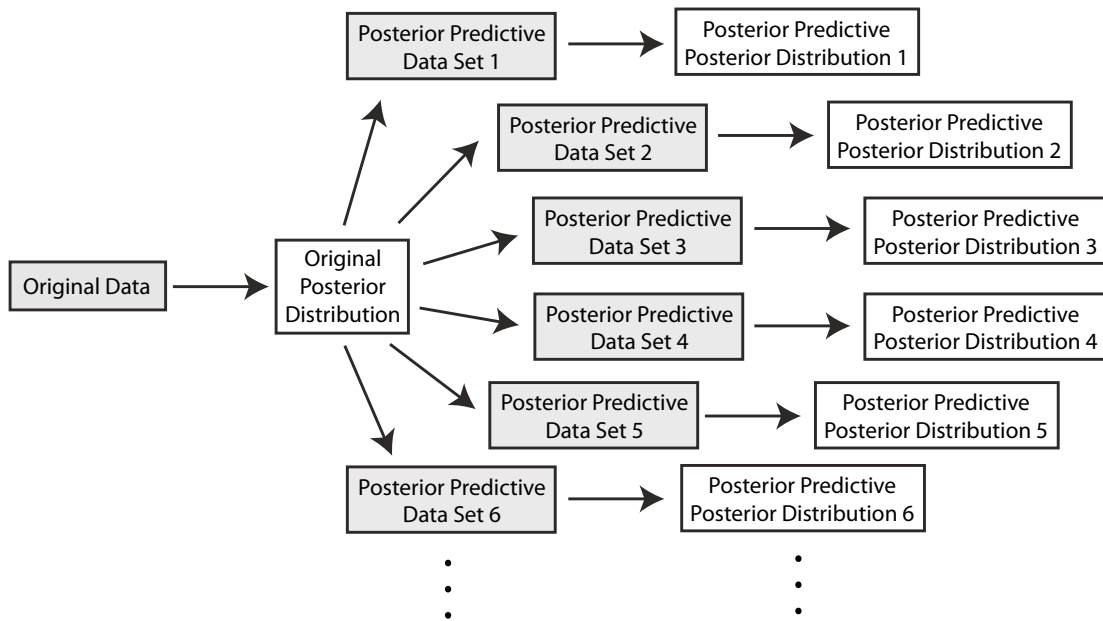 Posterior Predictive
Data Set 1
Posterior Predictive
Posterior Distribution 1
Posterior Predictive
Data Set 2
Posterior Predictive
Posterior Distribution 2
Posterior Predictive
Data Set 3
Posterior Predictive
Posterior Distribution 3
Original Data
Original
Posterior
Distribution
Posterior Predictive
Data Set 4
Posterior Predictive
Posterior Distribution 4
Posterior Predictive
Data Set 5
Posterior Predictive
Posterior Distribution 5
Posterior Predictive
Data Set 6
Posterior Predictive
Posterior Distribution 6